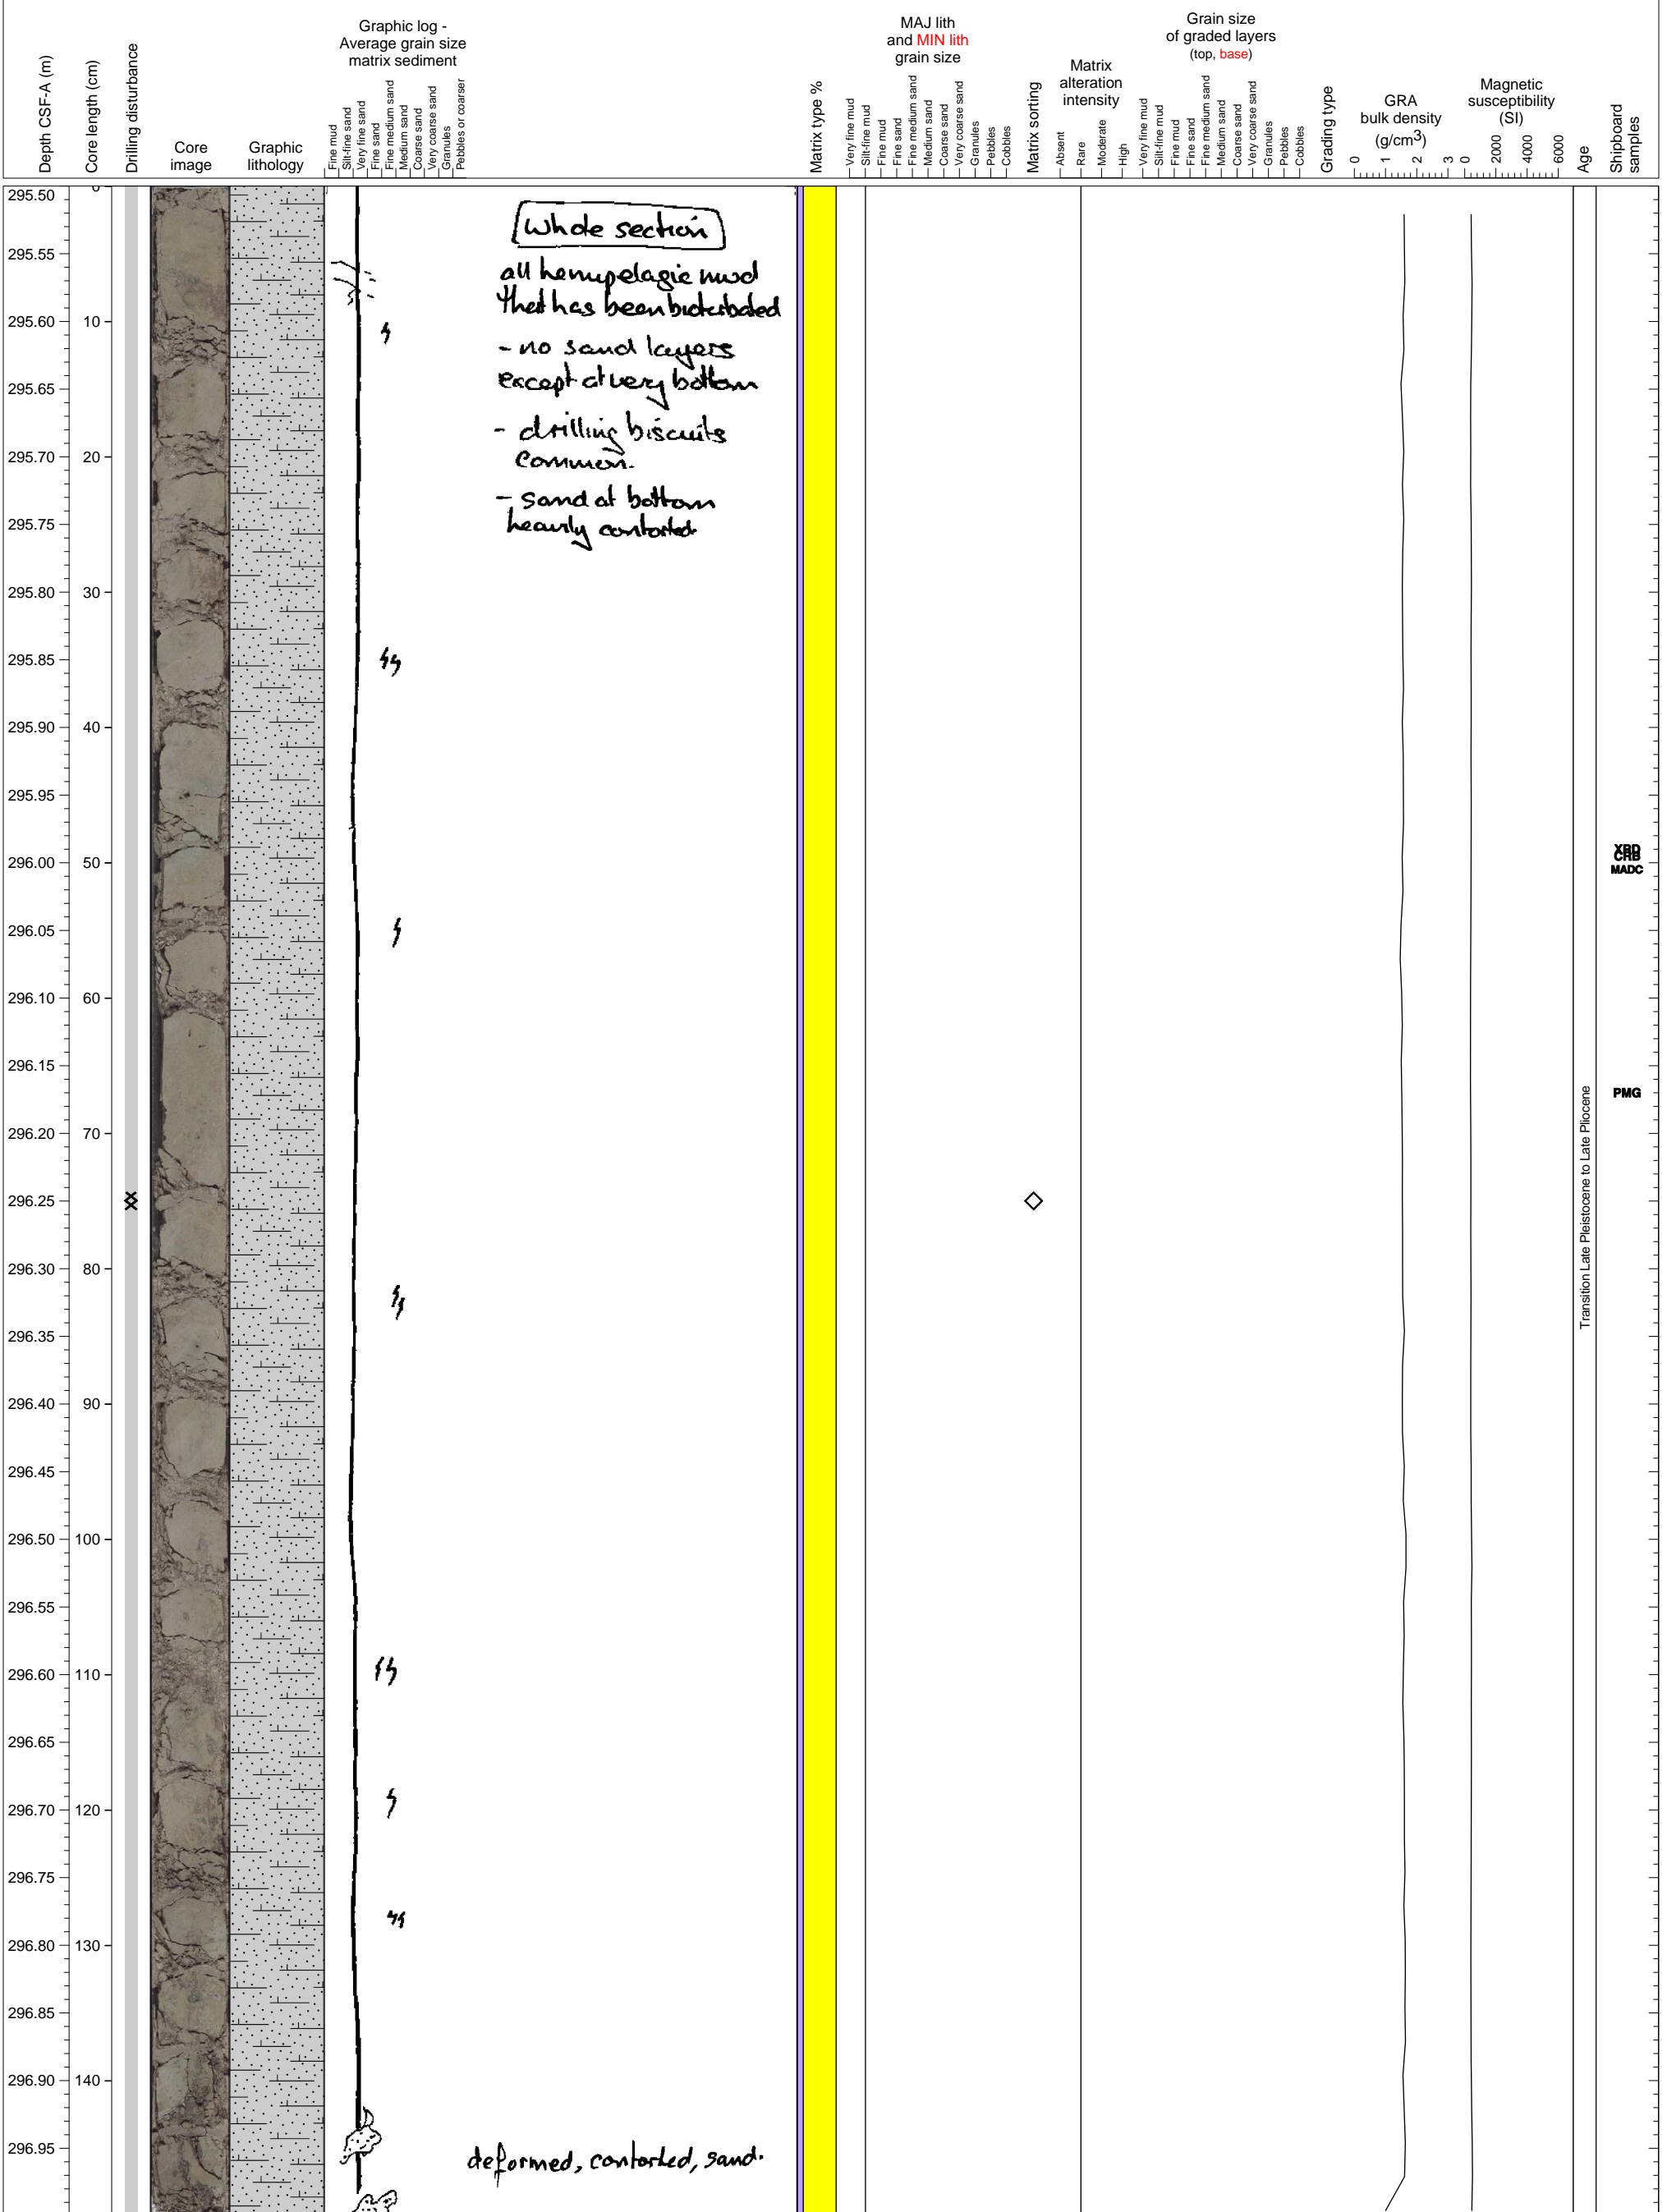 Graphic log -
Average grain size
matrix sediment
MAJ lith
and MIN lith
grain size
Grain size
of graded layers
(top, base)
Matrix
alteration
intensity
Magnetic
susceptibility
(SI)
GRA
bulk density
(g/cm3)
Depth CSF-A (m)
Core length (cm)
Drilling disturbance
Core
image
Graphic
lithology
Fine mud
Silt-fine sand
Very fine sand
Fine sand
Fine medium sand
Medium sand
Coarse sand
Very coarse sand
Granules
Pebbles or coarser
Matrix type %
Very fine mud
Silt-fine mud
Fine mud
Fine sand
Fine medium sand
Medium sand
Coarse sand
Very coarse sand
Granules
Pebbles
Cobbles
Matrix sorting
Absent
Rare
Moderate
High
Very fine mud
Silt-fine mud
Fine mud
Fine sand
Fine medium sand
Medium sand
Coarse sand
Very coarse sand
Granules
Pebbles
Cobbles
Grading type
0 1 2 3
0 2000 4000 6000
Age
Shipboard
samples
295.50 0
295.55
295.60 10
295.65
295.70 20
295.75
295.80 30
295.85
295.90 40
295.95
296.00 50
296.05
296.10 60
296.15
296.20 70
296.25
296.30 80
296.35
296.40 90
296.45
296.50 100
296.55
296.60 110
296.65
296.70 120
296.75
296.80 130
296.85
296.90 140
296.95
Whole section
all hemipelagic mud
that has been bioturbated
- no sand layers
except at very bottom
- drilling biscuits
common.
- sand at bottom
heavily contorted
deformed, contorted, sand.
XRD
CRB
MADC
PMG
Transition Late Pleistocene to Late Pliocene